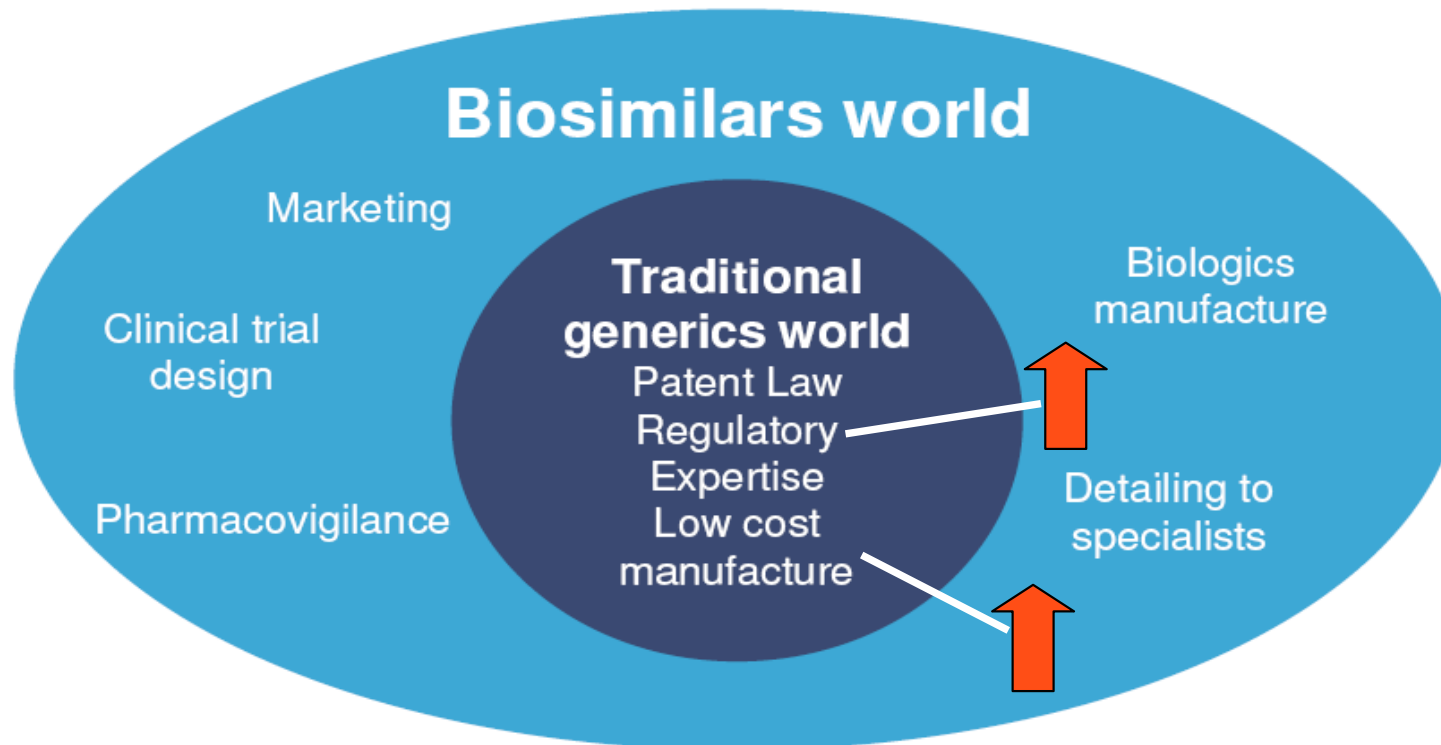 Biosimilars world
Marketing
Clinical trial
design
Pharmacovigilance
Traditional
generics world
Patent Law
Regulatory
Expertise
Low cost
manufacture
Biologics
manufacture
Detailing to
specialists